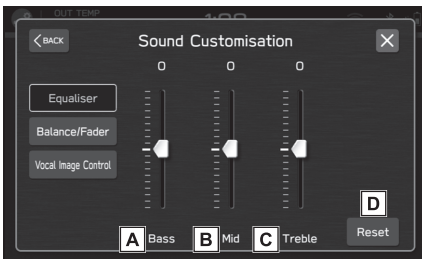 OUT TEMP
BACK
Sound Customisation
0 0 0
Equaliser
Balance/Fader
Vocal Image Control
A Bass B Mid C Treble
D
Reset